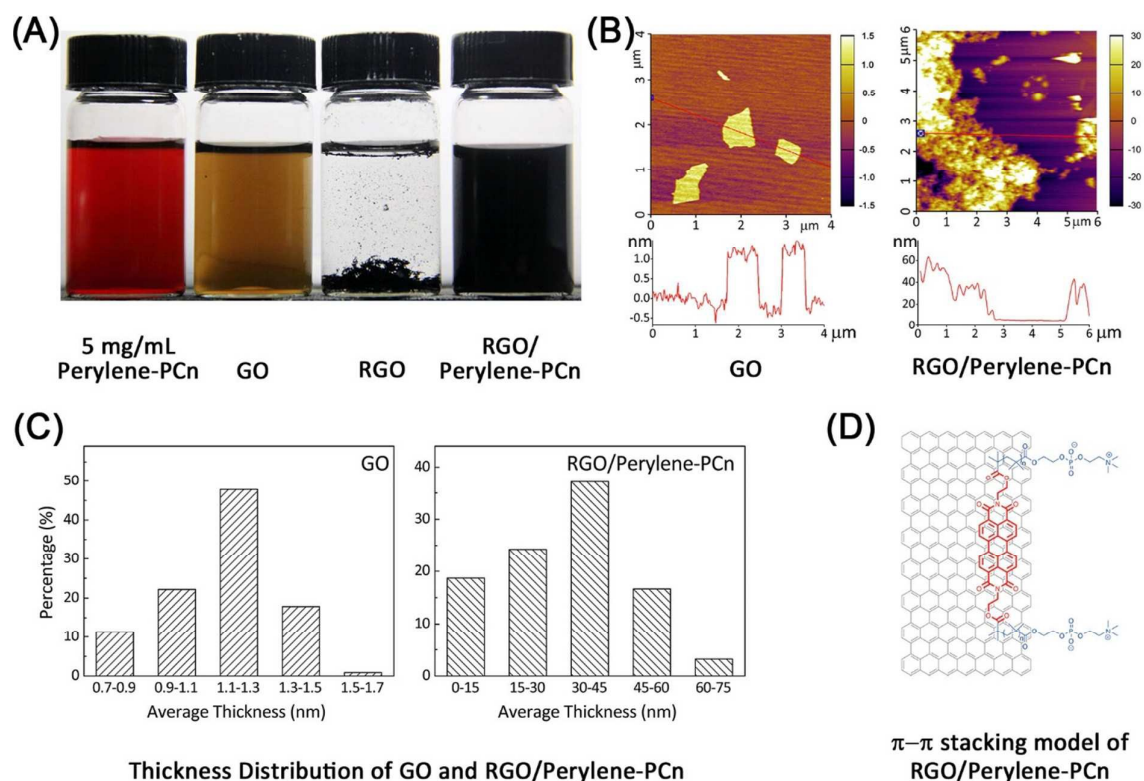 (A)
5 mg/mL
Perylene-PCn
GO
RGO
RGO/
Perylene-PCn
(B)
μm
4
3
2
1
0
0 1 2 3 μm 4
1.5
1.0
0.5
0
-0.5
-1.0
-1.5
nm
1.0
0.5
0.0
-0.5
0 1 2 3 4 μm
GO
μm
6
5
4
3
2
1
0
0 1 2 3 4 5 μm 6
30
20
10
0
-10
-20
-30
nm
60
40
20
0
0 1 2 3 4 5 6 μm
RGO/Perylene-PCn
(C)
GO
Percentage (%)
50
40
30
20
10
0
0.7-0.9 0.9-1.1 1.1-1.3 1.3-1.5 1.5-1.7
Average Thickness (nm)
RGO/Perylene-PCn
40
30
20
10
0
0-15 15-30 30-45 45-60 60-75
Average Thickness (nm)
Thickness Distribution of GO and RGO/Perylene-PCn
(D)
π–π stacking model of
RGO/Perylene-PCn